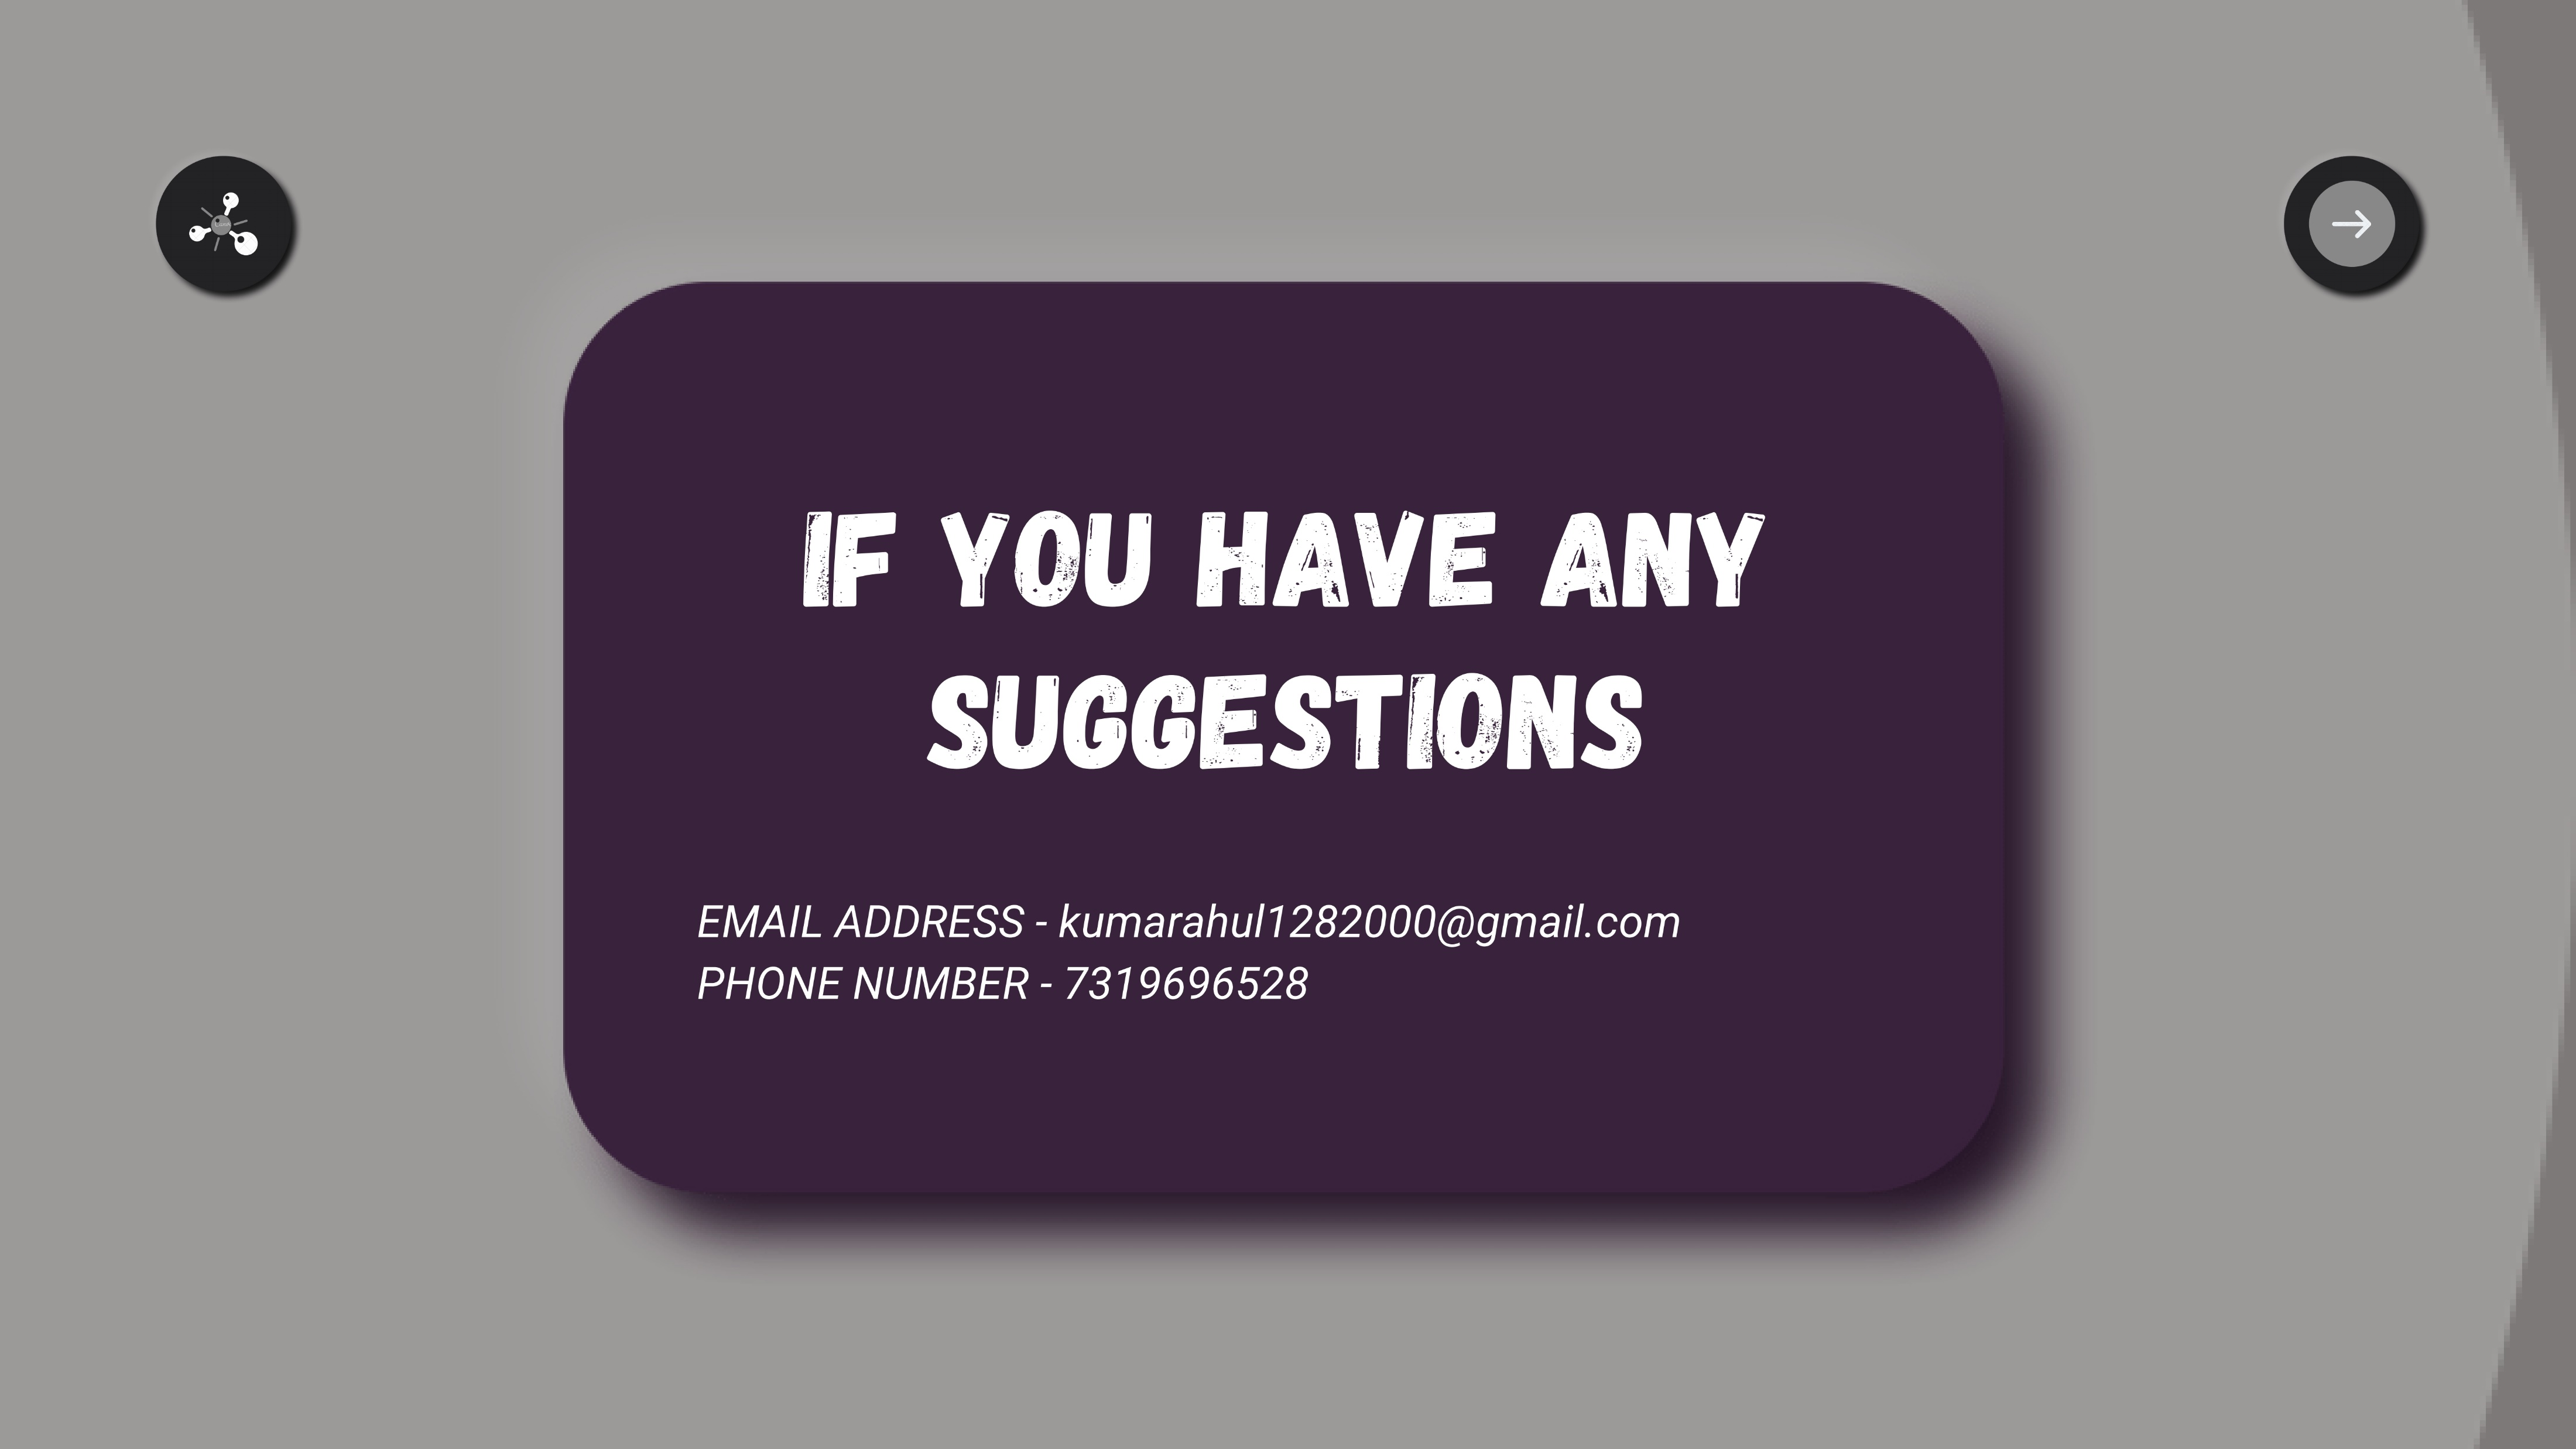 IF YOU HAVE ANY
SUGGESTIONS
EMAIL ADDRESS - kumarahul1282000@gmail.com
PHONE NUMBER - 7319696528